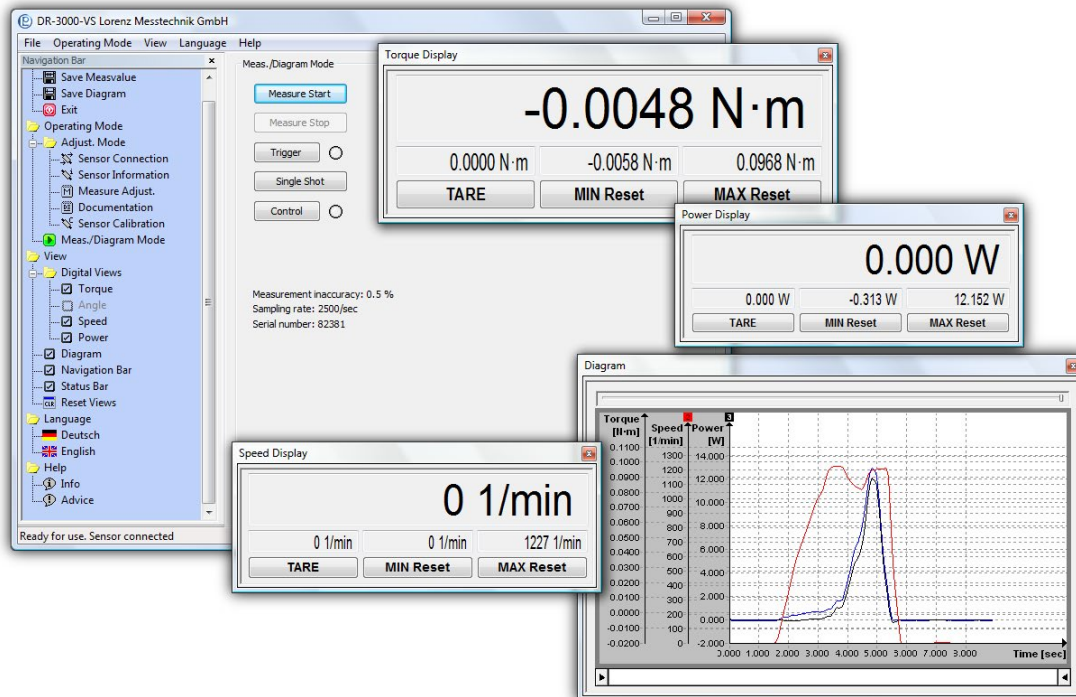 DR-3000-VS Lorenz Messtechnik GmbH
File Operating Mode View Language Help
Navigation Bar
Save Measvalue
Save Diagram
Exit
Operating Mode
Adjust. Mode
Sensor Connection
Sensor Information
Measure Adjust.
Documentation
Sensor Calibration
Meas./Diagram Mode
View
Digital Views
Torque
Angle
Speed
Power
Diagram
Navigation Bar
Status Bar
CLR Reset Views
Language
Deutsch
English
Help
Info
Advice
Ready for use. Sensor connected
Meas./Diagram Mode
Measure Start
Measure Stop
Trigger
Single Shot
Control
Measurement inaccuracy: 0.5 %
Sampling rate: 2500/sec
Serial number: 82381
Torque Display
-0.0048 N·m
0.0000 N·m -0.0058 N·m 0.0968 N·m
TARE MIN Reset MAX Reset
Power Display
0.000 W
0.000 W -0.313 W 12.152 W
TARE MIN Reset MAX Reset
Speed Display
0 1/min
0 1/min 0 1/min 1227 1/min
TARE MIN Reset MAX Reset
Diagram
3
Torque Speed Power
[N·m] [1/min] [W]
0.1100 1300 14.000
0.1000 1200
0.0900 1100 12.000
0.0800 1000
0.0700 900
0.0600 800 8.000
0.0500 700
0.0400 600 6.000
0.0300 500
0.0200 400 4.000
0.0100 300 2.000
0.0000 200 0.000
-0.0100 100
-0.0200 0 -2.000
1.000 2.000 3.000 4.000 5.000 7.000 Time [sec]